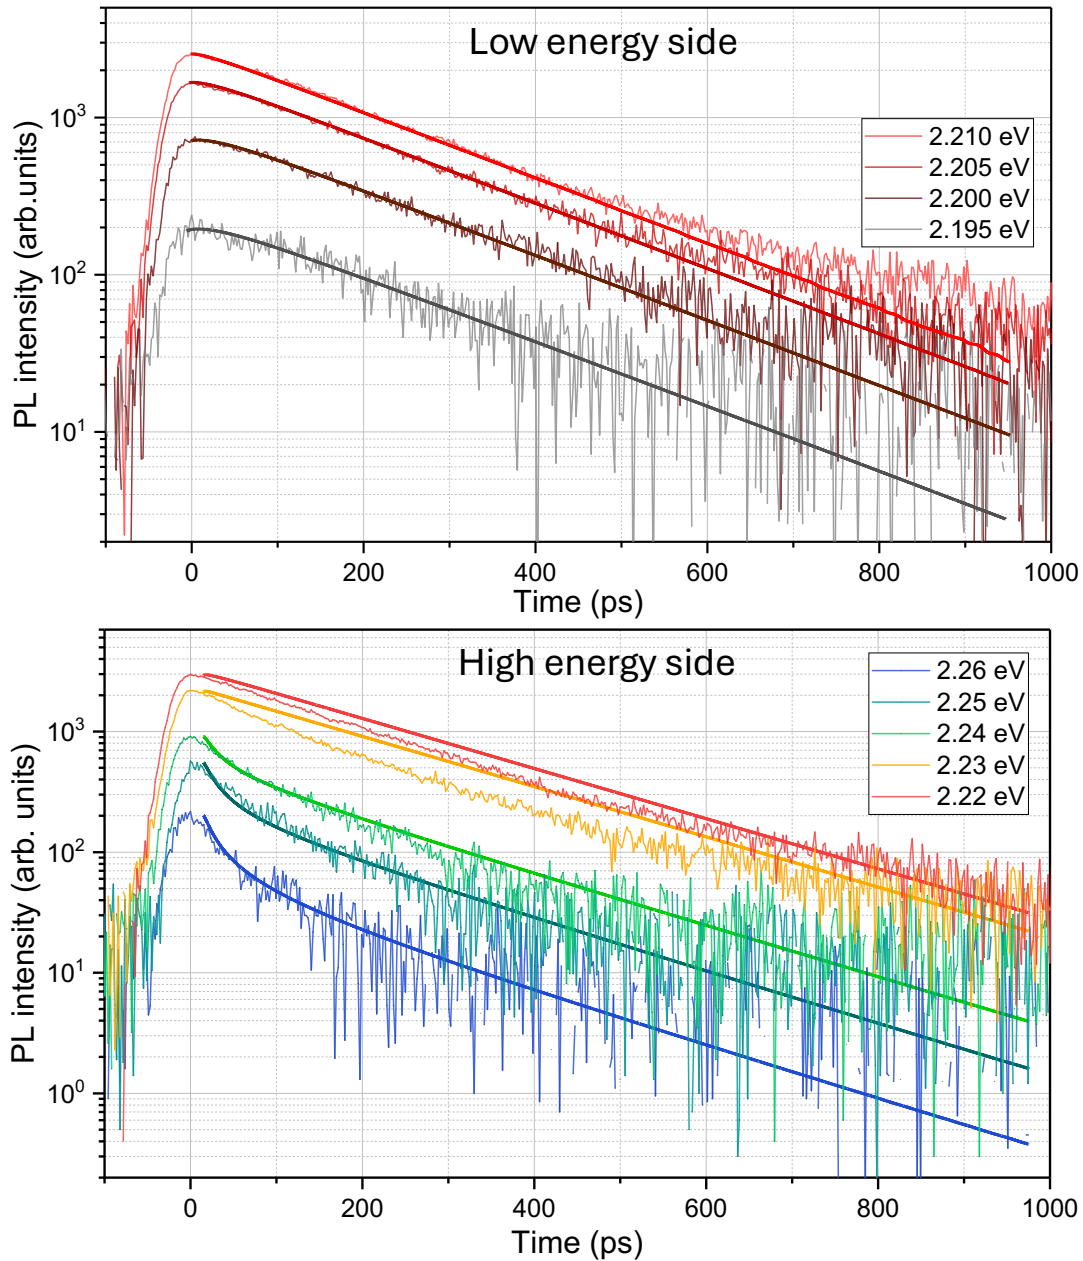 Low energy side
PL intensity (arb.units)
10³
10²
10¹
2.210 eV
2.205 eV
2.200 eV
2.195 eV
0 200 400 600 800 1000
Time (ps)
High energy side
PL intensity (arb. units)
10³
10²
10¹
10⁰
2.26 eV
2.25 eV
2.24 eV
2.23 eV
2.22 eV
0 200 400 600 800 1000
Time (ps)